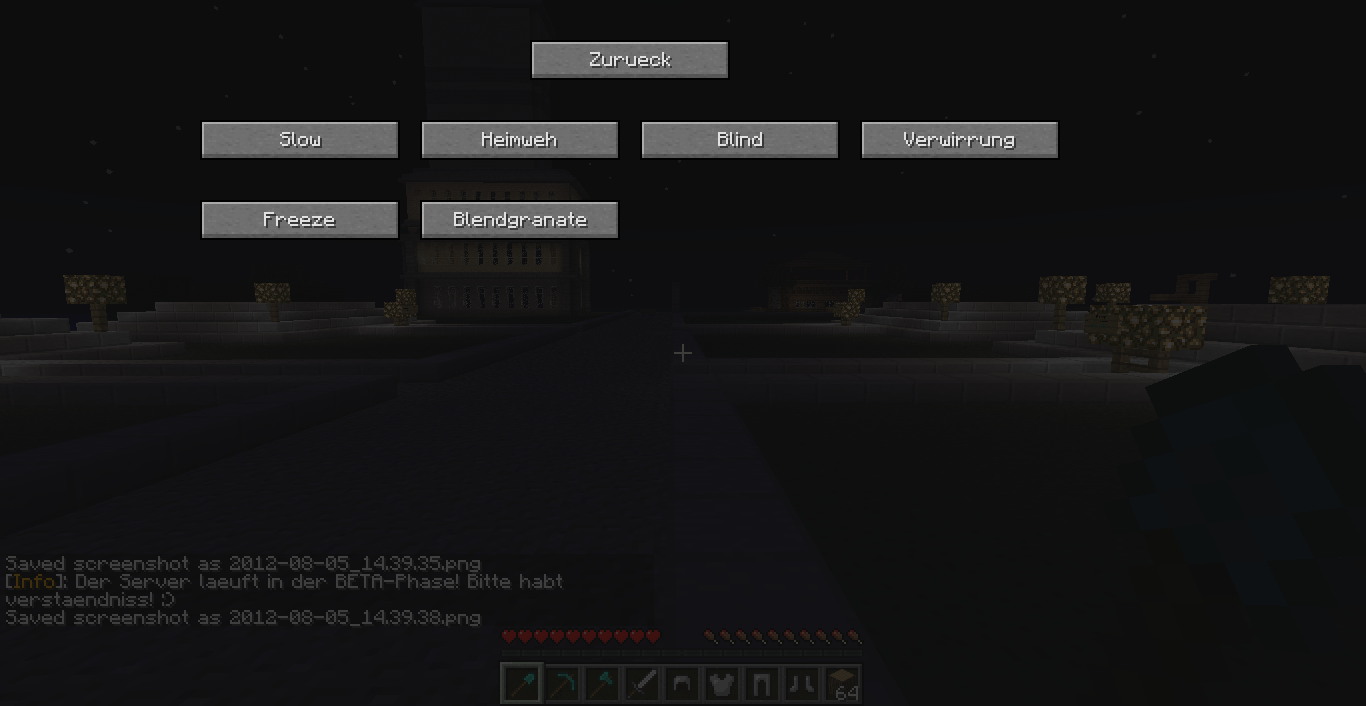 Zurueck
Slow
Heimweh
Blind
Verwirrung
Freeze
Blendgranate
Saved screenshot as 2012-08-05_14.39.35.png
[Info]: Der Server laeuft in der BETA-Phase! Bitte habt
verstaendniss! :)
Saved screenshot as 2012-08-05_14.39.38.png
64